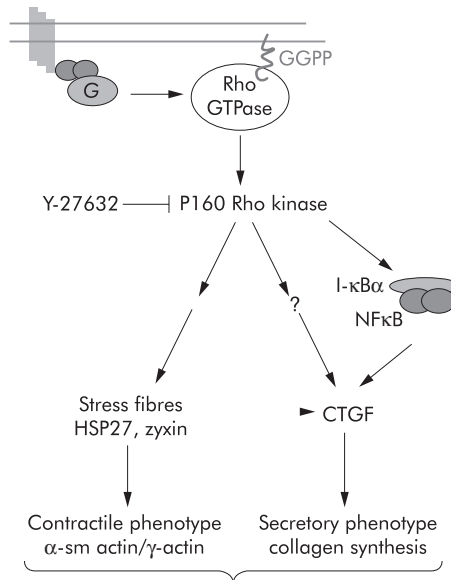 GGPP
G
Rho
GTPase
Y-27632
P160 Rho kinase
I-κBα
NFκB
?
Stress fibres
HSP27, zyxin
CTGF
Contractile phenotype
α-sm actin/γ-actin
Secretory phenotype
collagen synthesis